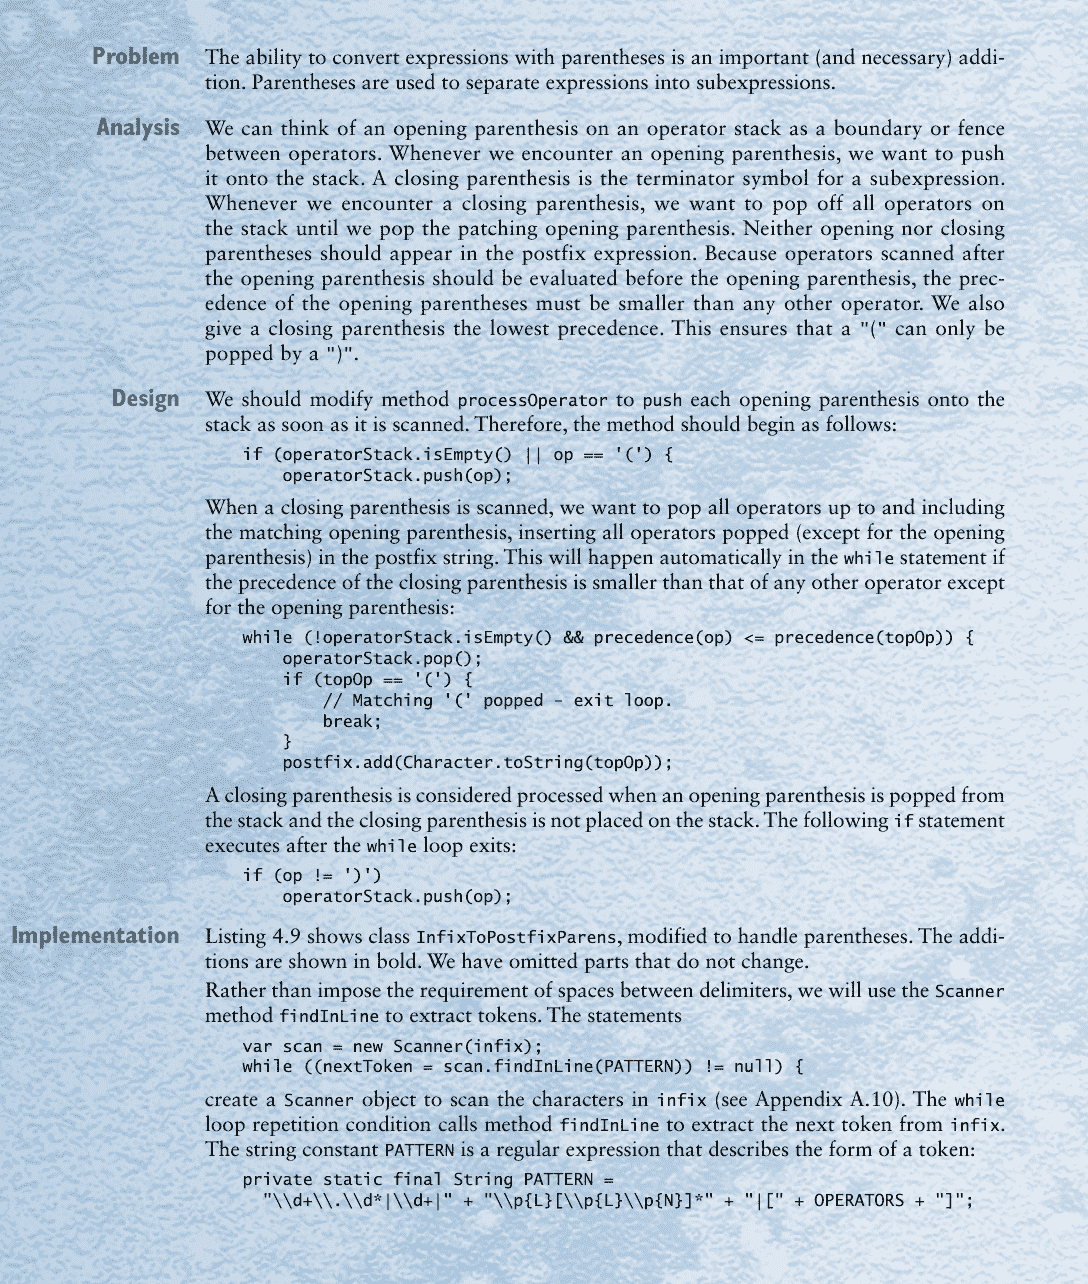 Problem The ability to convert expressions with parentheses is an important (and necessary) addi-
tion. Parentheses are used to separate expressions into subexpressions.
Analysis We can think of an opening parenthesis on an operator stack as a boundary or fence
between operators. Whenever we encounter an opening parenthesis, we want to push
it onto the stack. A closing parenthesis is the terminator symbol for a subexpression.
Whenever we encounter a closing parenthesis, we want to pop off all operators on
the stack until we pop the patching opening parenthesis. Neither opening nor closing
parentheses should appear in the postfix expression. Because operators scanned after
the opening parenthesis should be evaluated before the opening parenthesis, the prec-
edence of the opening parentheses must be smaller than any other operator. We also
give a closing parenthesis the lowest precedence. This ensures that a "(" can only be
popped by a ")".
Design We should modify method processOperator to push each opening parenthesis onto the
stack as soon as it is scanned. Therefore, the method should begin as follows:
if (operatorStack.isEmpty() || op == '(') {
operatorStack.push(op);
When a closing parenthesis is scanned, we want to pop all operators up to and including
the matching opening parenthesis, inserting all operators popped (except for the opening
parenthesis) in the postfix string. This will happen automatically in the while statement if
the precedence of the closing parenthesis is smaller than that of any other operator except
for the opening parenthesis:
while (!operatorStack.isEmpty() && precedence(op) <= precedence(topOp)) {
operatorStack.pop();
if (topOp == '(') {
// Matching '(' popped - exit loop.
break;
}
postfix.add(Character.toString(topOp));
A closing parenthesis is considered processed when an opening parenthesis is popped from
the stack and the closing parenthesis is not placed on the stack. The following if statement
executes after the while loop exits:
if (op != ')')
operatorStack.push(op);
Implementation Listing 4.9 shows class InfixToPostfixParens, modified to handle parentheses. The addi-
tions are shown in bold. We have omitted parts that do not change.
Rather than impose the requirement of spaces between delimiters, we will use the Scanner
method findInLine to extract tokens. The statements
var scan = new Scanner(infix);
while ((nextToken = scan.findInLine(PATTERN)) != null) {
create a Scanner object to scan the characters in infix (see Appendix A.10). The while
loop repetition condition calls method findInLine to extract the next token from infix.
The string constant PATTERN is a regular expression that describes the form of a token:
private static final String PATTERN =
"\\d+\\.\\d*|\\d+|" + "\\p{L}[\\p{L}\\p{N}]*" + "|[" + OPERATORS + "]";